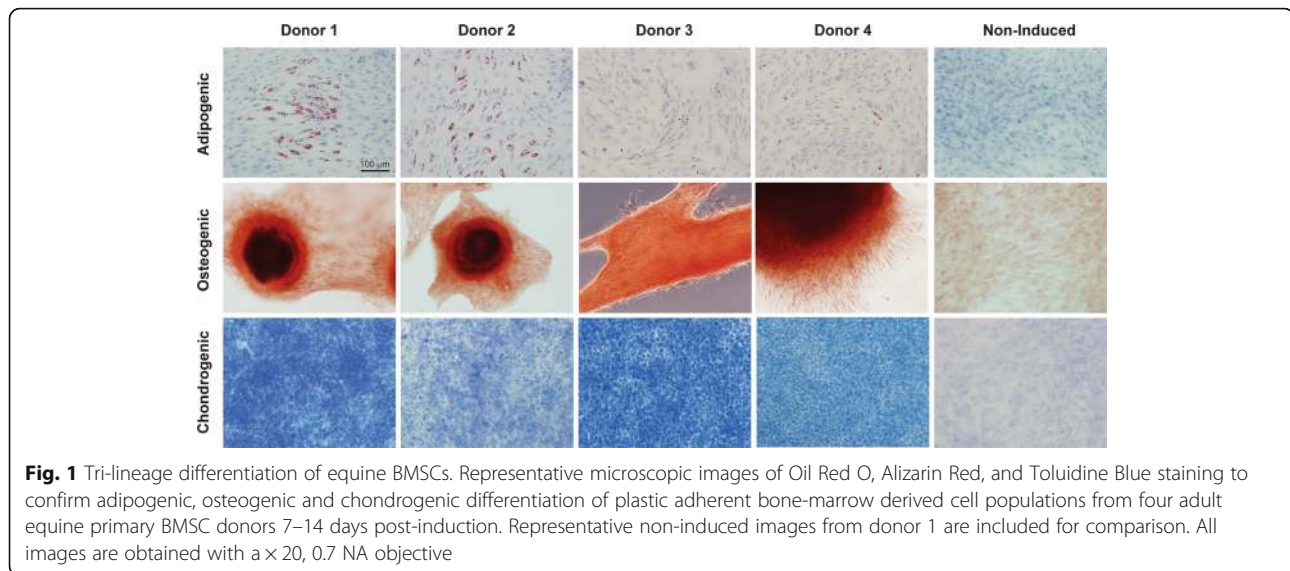 Donor 1 Donor 2 Donor 3 Donor 4 Non-Induced
Adipogenic
100 µm
Osteogenic
Chondrogenic
Fig. 1 Tri-lineage differentiation of equine BMSCs. Representative microscopic images of Oil Red O, Alizarin Red, and Toluidine Blue staining to
confirm adipogenic, osteogenic and chondrogenic differentiation of plastic adherent bone-marrow derived cell populations from four adult
equine primary BMSC donors 7–14 days post-induction. Representative non-induced images from donor 1 are included for comparison. All
images are obtained with a × 20, 0.7 NA objective